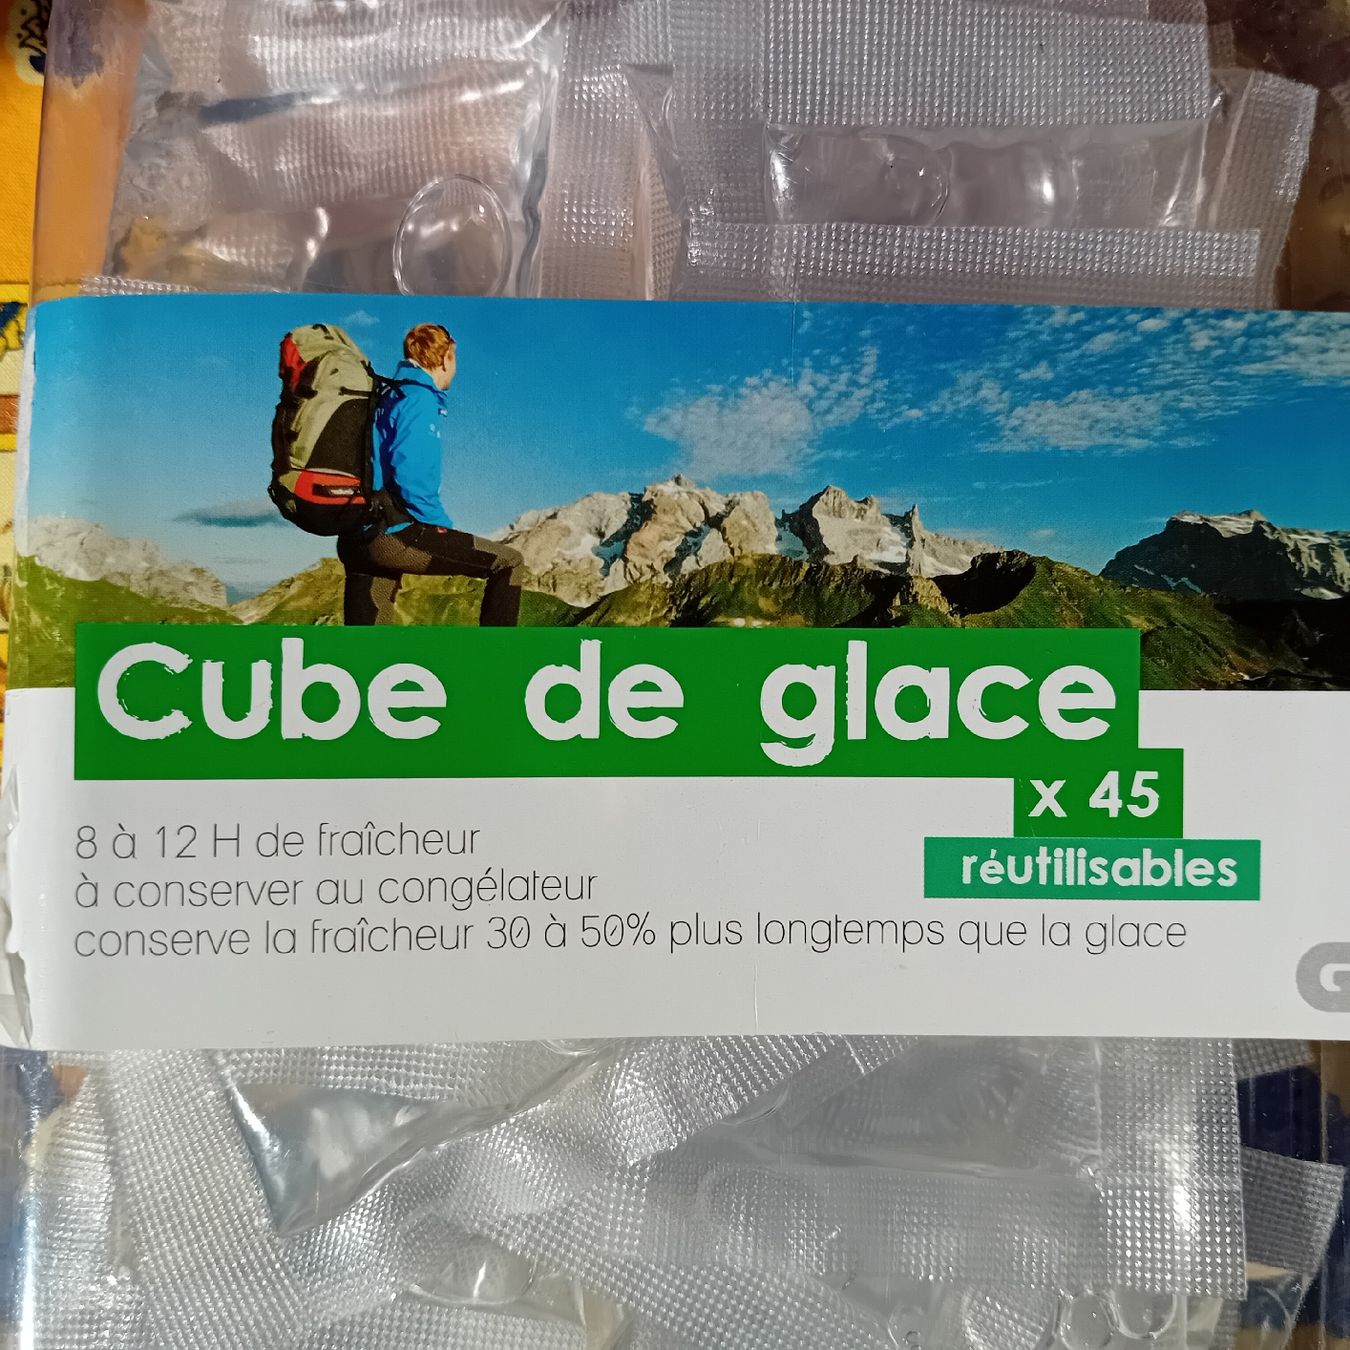 Cube de glace
x 45
réutilisables
8 à 12 H de fraîcheur
à conserver au congélateur
conserve la fraîcheur 30 à 50% plus longtemps que la glace
G